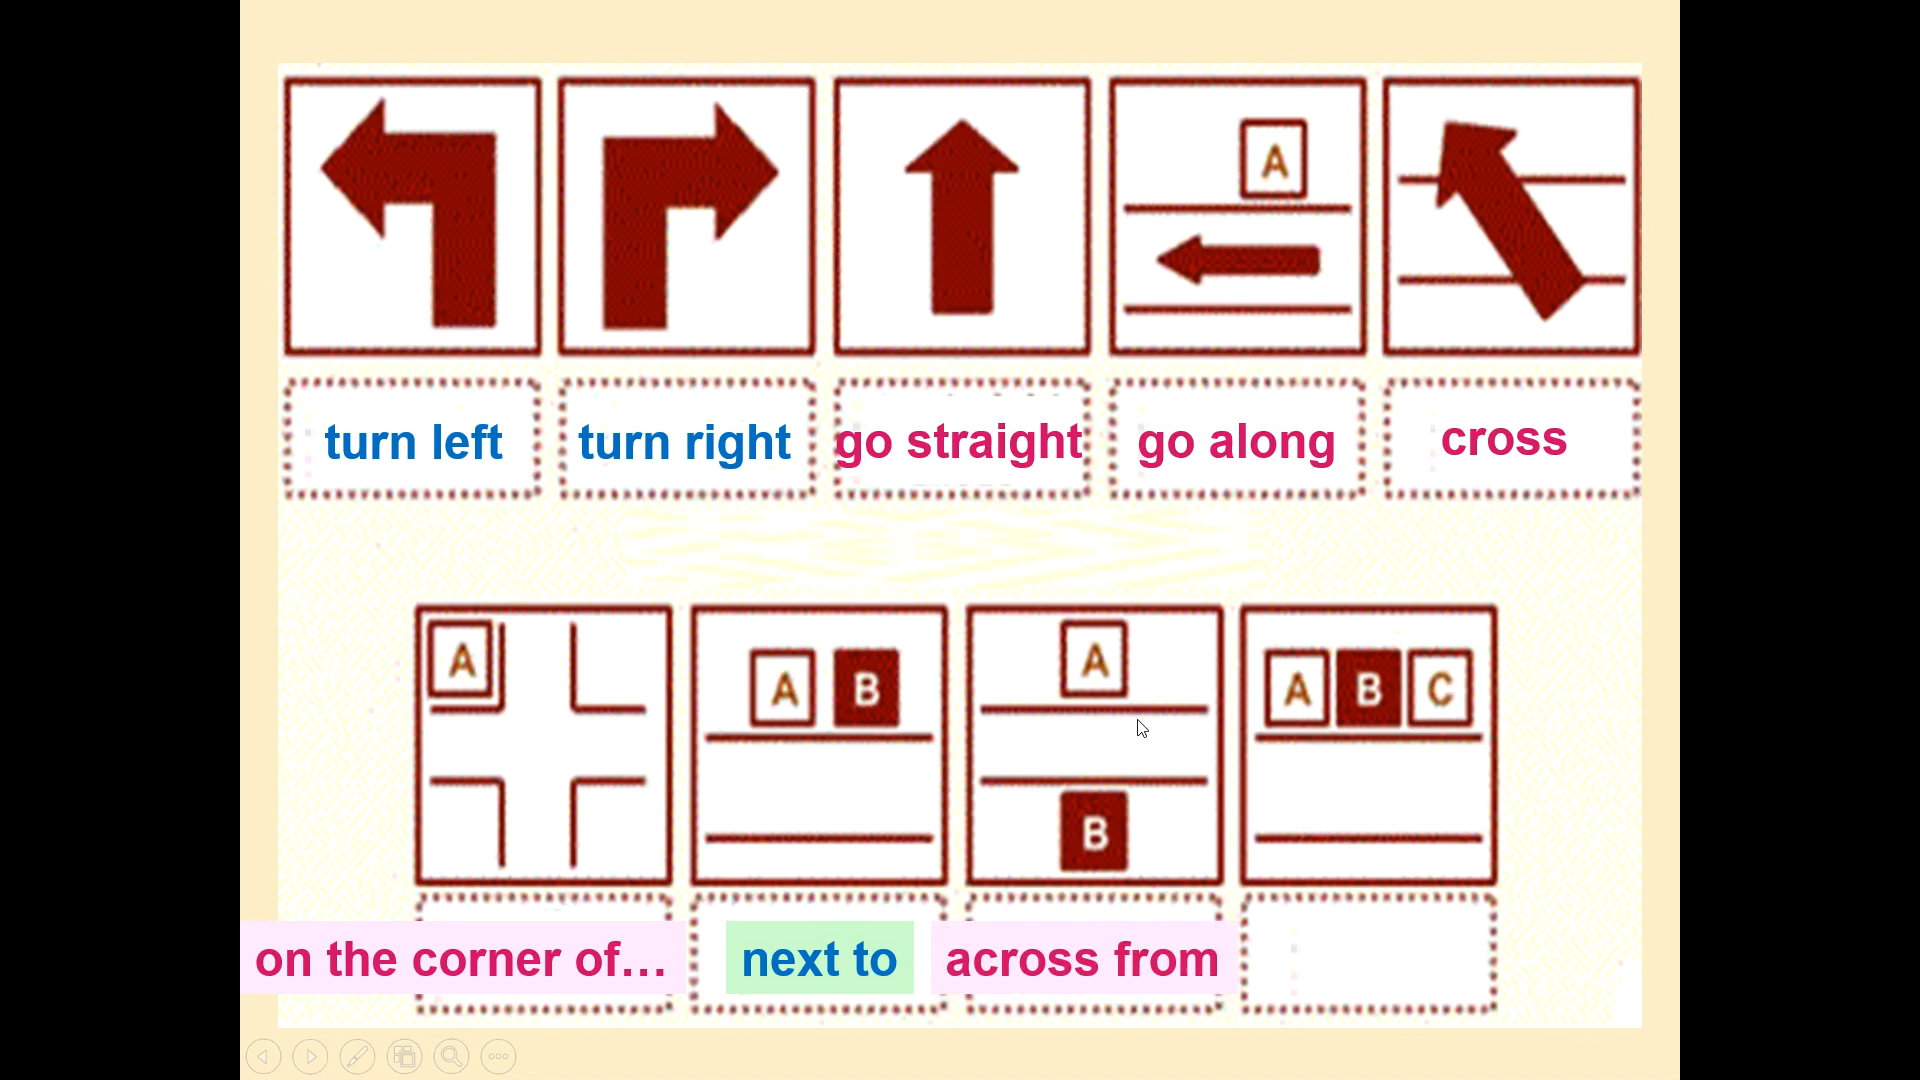 A
turn left
turn right
go straight
go along
cross
A
A B
A
B
A B C
on the corner of…
next to
across from